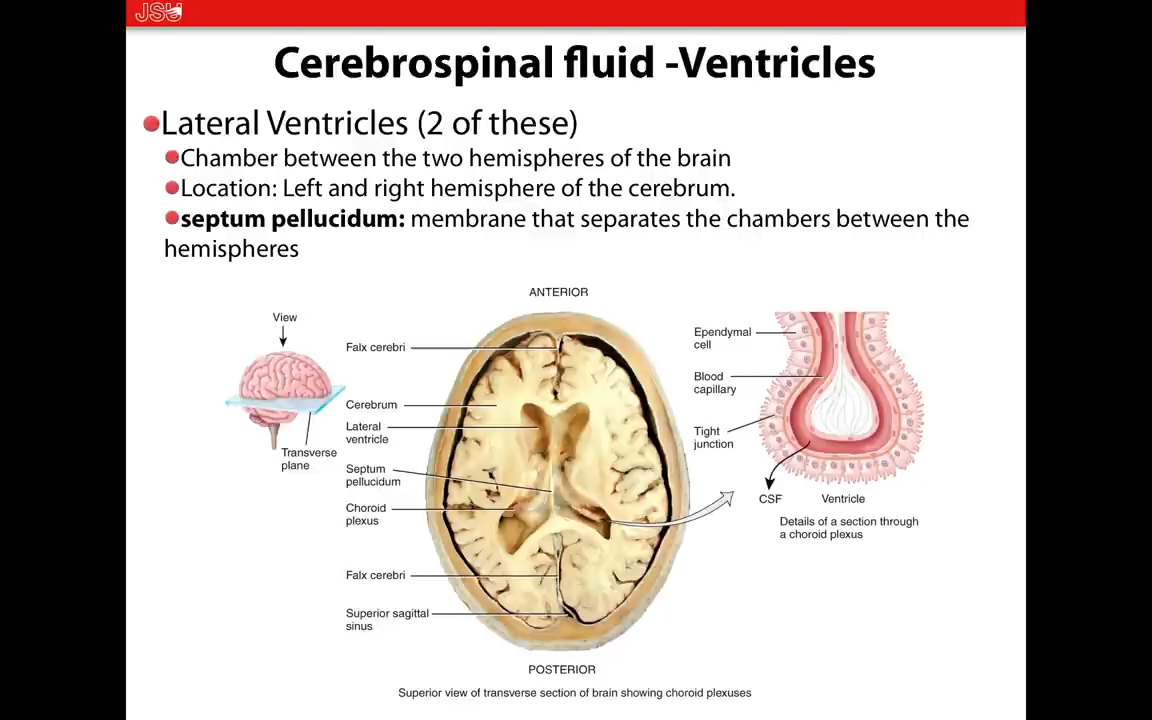 JSU
Cerebrospinal fluid -Ventricles
Lateral Ventricles (2 of these)
Chamber between the two hemispheres of the brain
Location: Left and right hemisphere of the cerebrum.
septum pellucidum: membrane that separates the chambers between the
hemispheres
ANTERIOR
View
Transverse
plane
Falx cerebri
Cerebrum
Lateral
ventricle
Septum
pellucidum
Choroid
plexus
Falx cerebri
Superior sagittal
sinus
Ependymal
cell
Blood
capillary
Tight
junction
CSF
Ventricle
Details of a section through
a choroid plexus
POSTERIOR
Superior view of transverse section of brain showing choroid plexuses